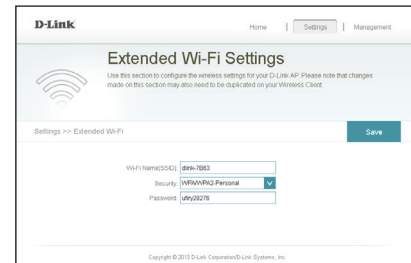 D-Link
Home | Settings | Management
Extended Wi-Fi Settings
Use this section to configure the wireless settings for your D-Link AP. Please note that changes
made on this section may also need to be duplicated on your Wireless Client.
Settings >> Extended Wi-Fi
Save
Wi-Fi Name(SSID): dlink-7B63
Security: WPA/WPA2-Personal
Password: ufiry29276
Copyright © 2013 D-Link Corporation/D-Link Systems, Inc.